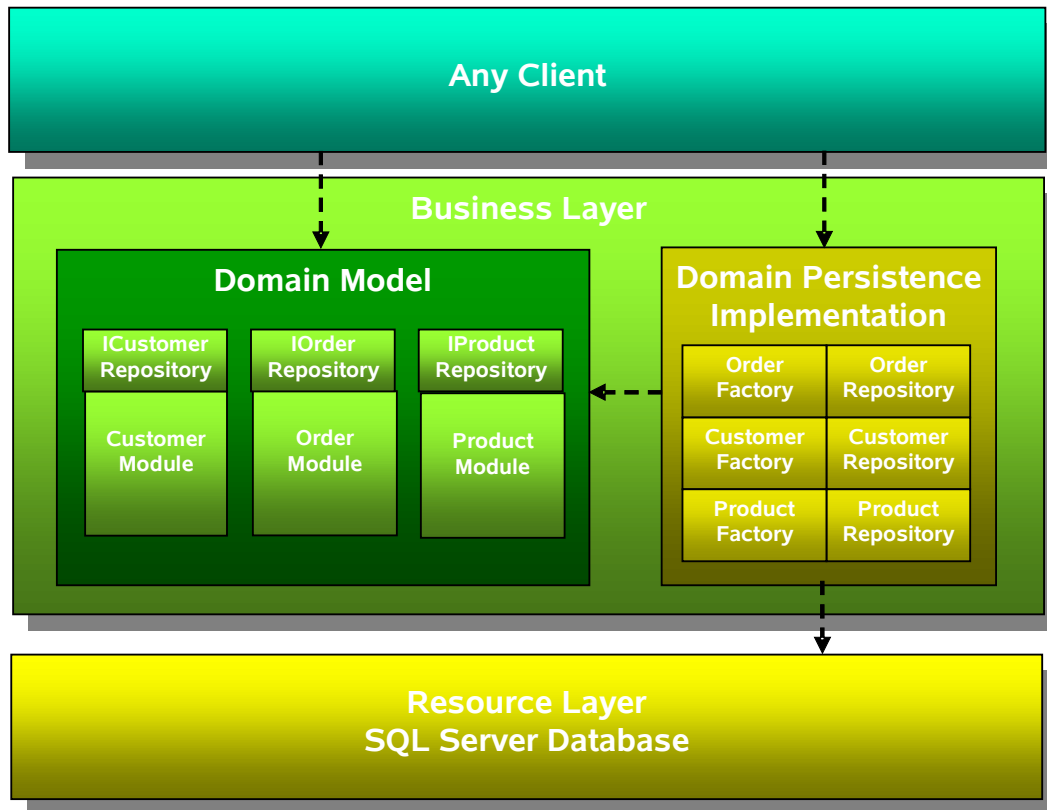 Any Client
Business Layer
Domain Model
ICustomer
Repository
IOrder
Repository
IProduct
Repository
Customer
Module
Order
Module
Product
Module
Domain Persistence
Implementation
Order
Factory
Order
Repository
Customer
Factory
Customer
Repository
Product
Factory
Product
Repository
Resource Layer
SQL Server Database